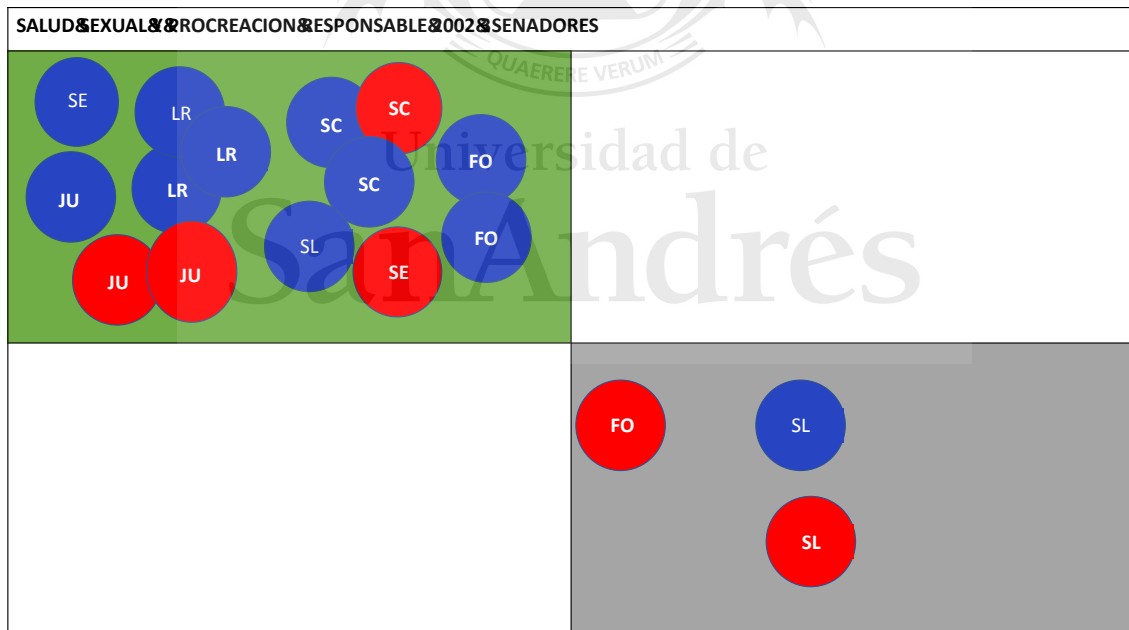 SALUD&SEXUAL&Y&PROCREACION&RESPONSABLE&2002&SENADORES
QUAERERE VERUM
Universidad de
SanAndrés
SE LR SC SC
LR FO
JU LR SC
SL FO
JU JU SE
FO SL
SL